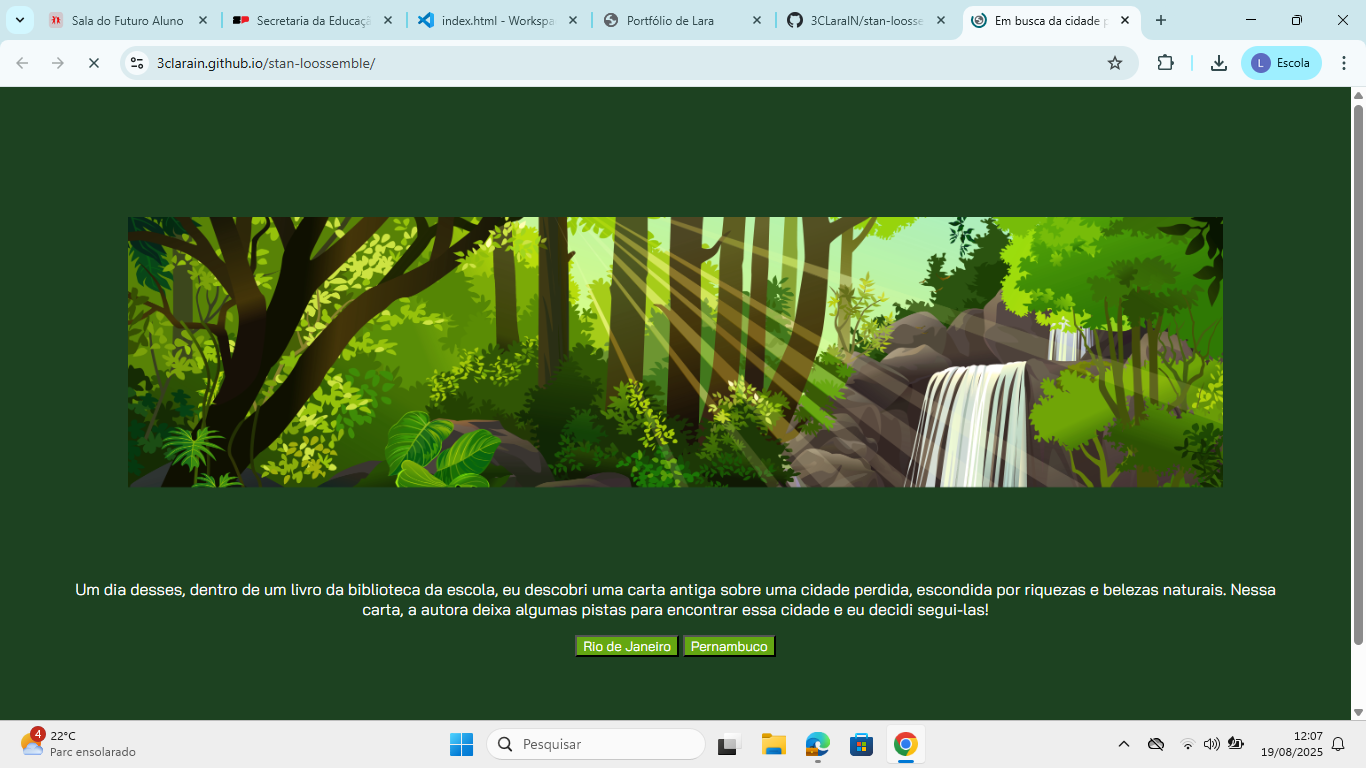 Sala do Futuro Aluno
Secretaria da Educaçã
index.html - Workspa
Portfólio de Lara
3CLaraIN/stan-loosse
Em busca da cidade p
3clarain.github.io/stan-loossemble/
L
Escola
Um dia desses, dentro de um livro da biblioteca da escola, eu descobri uma carta antiga sobre uma cidade perdida, escondida por riquezas e belezas naturais. Nessa
carta, a autora deixa algumas pistas para encontrar essa cidade e eu decidi segui-las!
Rio de Janeiro
Pernambuco
4
22°C
Parc ensolarado
Pesquisar
12:07
19/08/2025